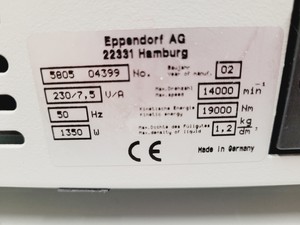 Eppendorf AG
22331 Hamburg
5805 04399 No. Baujahr Year of manuf. 02
230/7,5 V/A Max.Drehzahl Max.speed 14000 min⁻¹
50 Hz Kinetische Energie Kinetic energy 19000 Nm
1350 W Max.Dichte des Füllgutes Max.density of liquid 1,2 kg dm³
CE Made in Germany